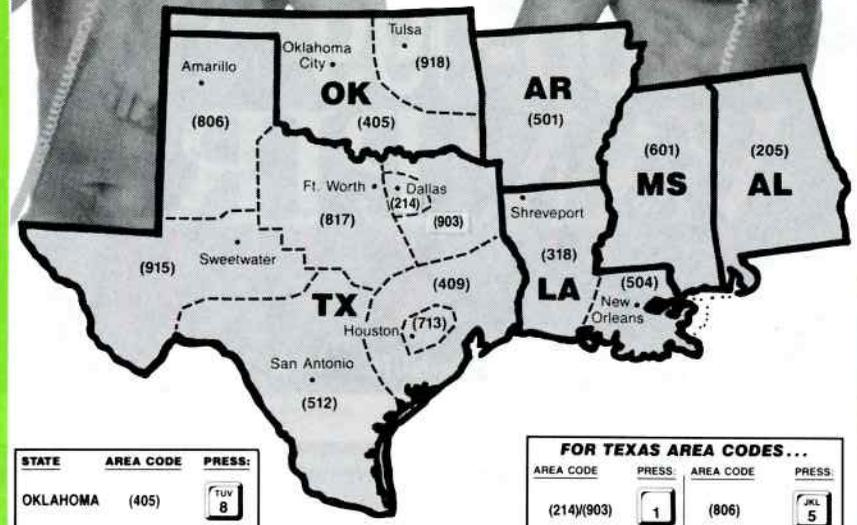 Tulsa
Oklahoma
City
(918)
Amarillo
OK
AR
(806)
(405)
(501)
(601)
(205)
MS
AL
Ft. Worth
Dallas
(214)
(817)
(903)
Shreveport
(915)
Sweetwater
(318)
(409)
LA
(504)
TX
New
Orleans
Houston
(713)
San Antonio
(512)
STATE AREA CODE PRESS:
OKLAHOMA (405) TUV 8
FOR TEXAS AREA CODES...
AREA CODE PRESS: AREA CODE PRESS:
(214)/(903) 1 (806) JKL 5